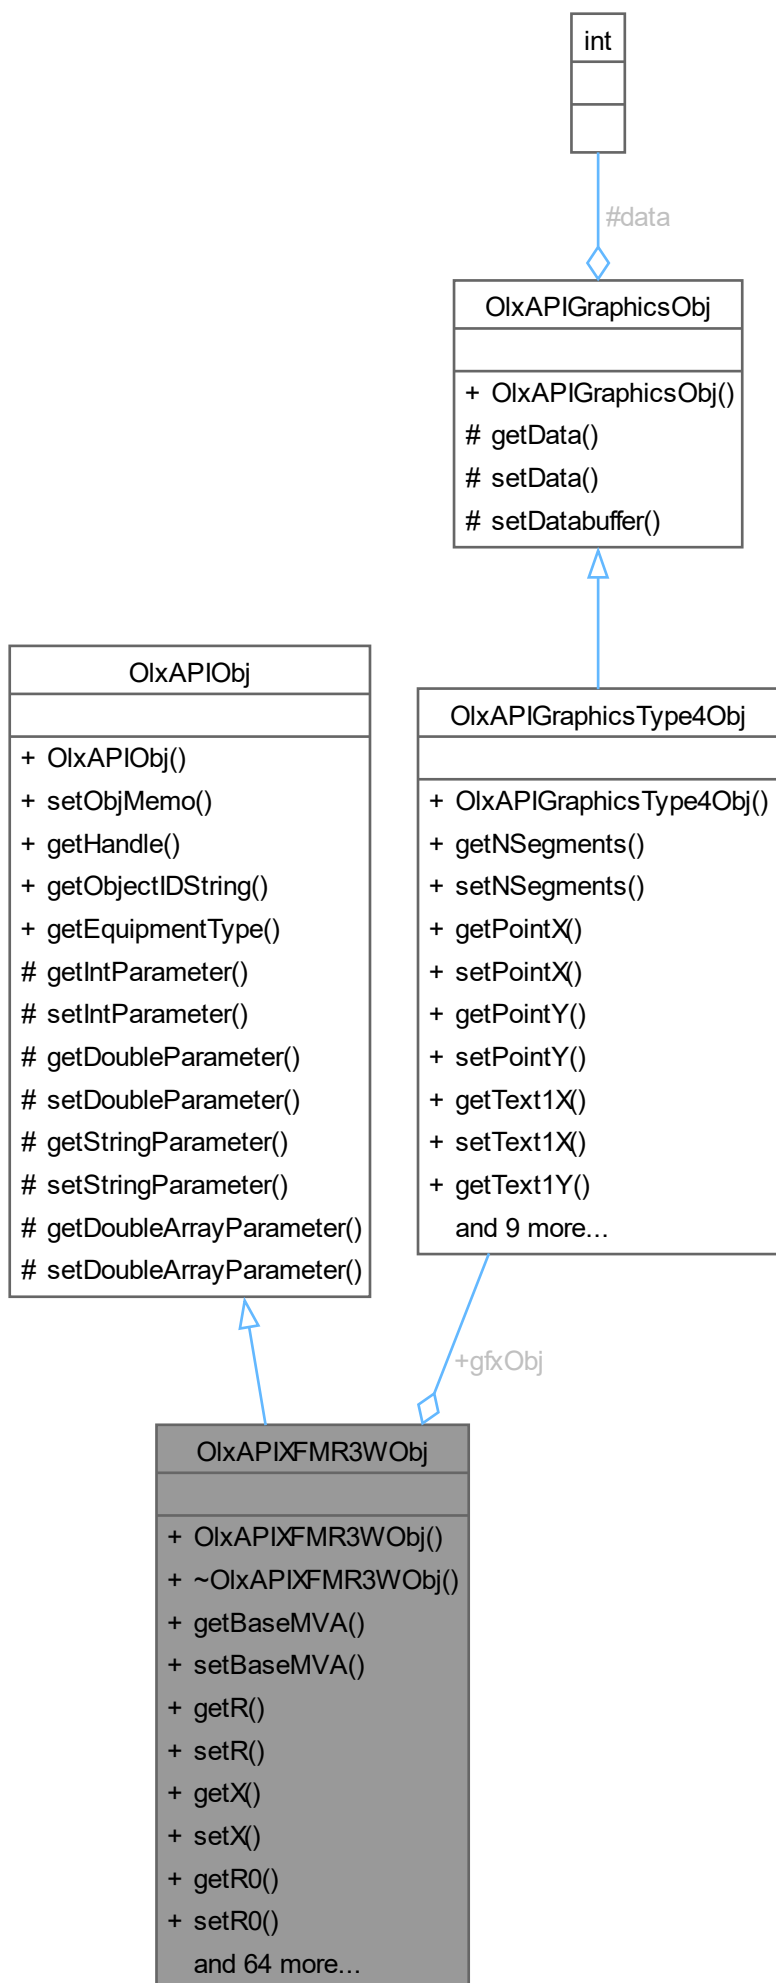 int
#data
OlxAPIGraphicsObj
+ OlxAPIGraphicsObj()
# getData()
# setData()
# setDatabuffer()
OlxAPIObj
+ OlxAPIObj()
+ setObjMemo()
+ getHandle()
+ getObjectIDString()
+ getEquipmentType()
# getIntParameter()
# setIntParameter()
# getDoubleParameter()
# setDoubleParameter()
# getStringParameter()
# setStringParameter()
# getDoubleArrayParameter()
# setDoubleArrayParameter()
OlxAPIGraphicsType4Obj
+ OlxAPIGraphicsType4Obj()
+ getNSegments()
+ setNSegments()
+ getPointX()
+ setPointX()
+ getPointY()
+ setPointY()
+ getText1X()
+ setText1X()
+ getText1Y()
and 9 more...
+gfxObj
OlxAPIXFMR3WObj
+ OlxAPIXFMR3WObj()
+ ~OlxAPIXFMR3WObj()
+ getBaseMVA()
+ setBaseMVA()
+ getR()
+ setR()
+ getX()
+ setX()
+ getR0()
+ setR0()
and 64 more...